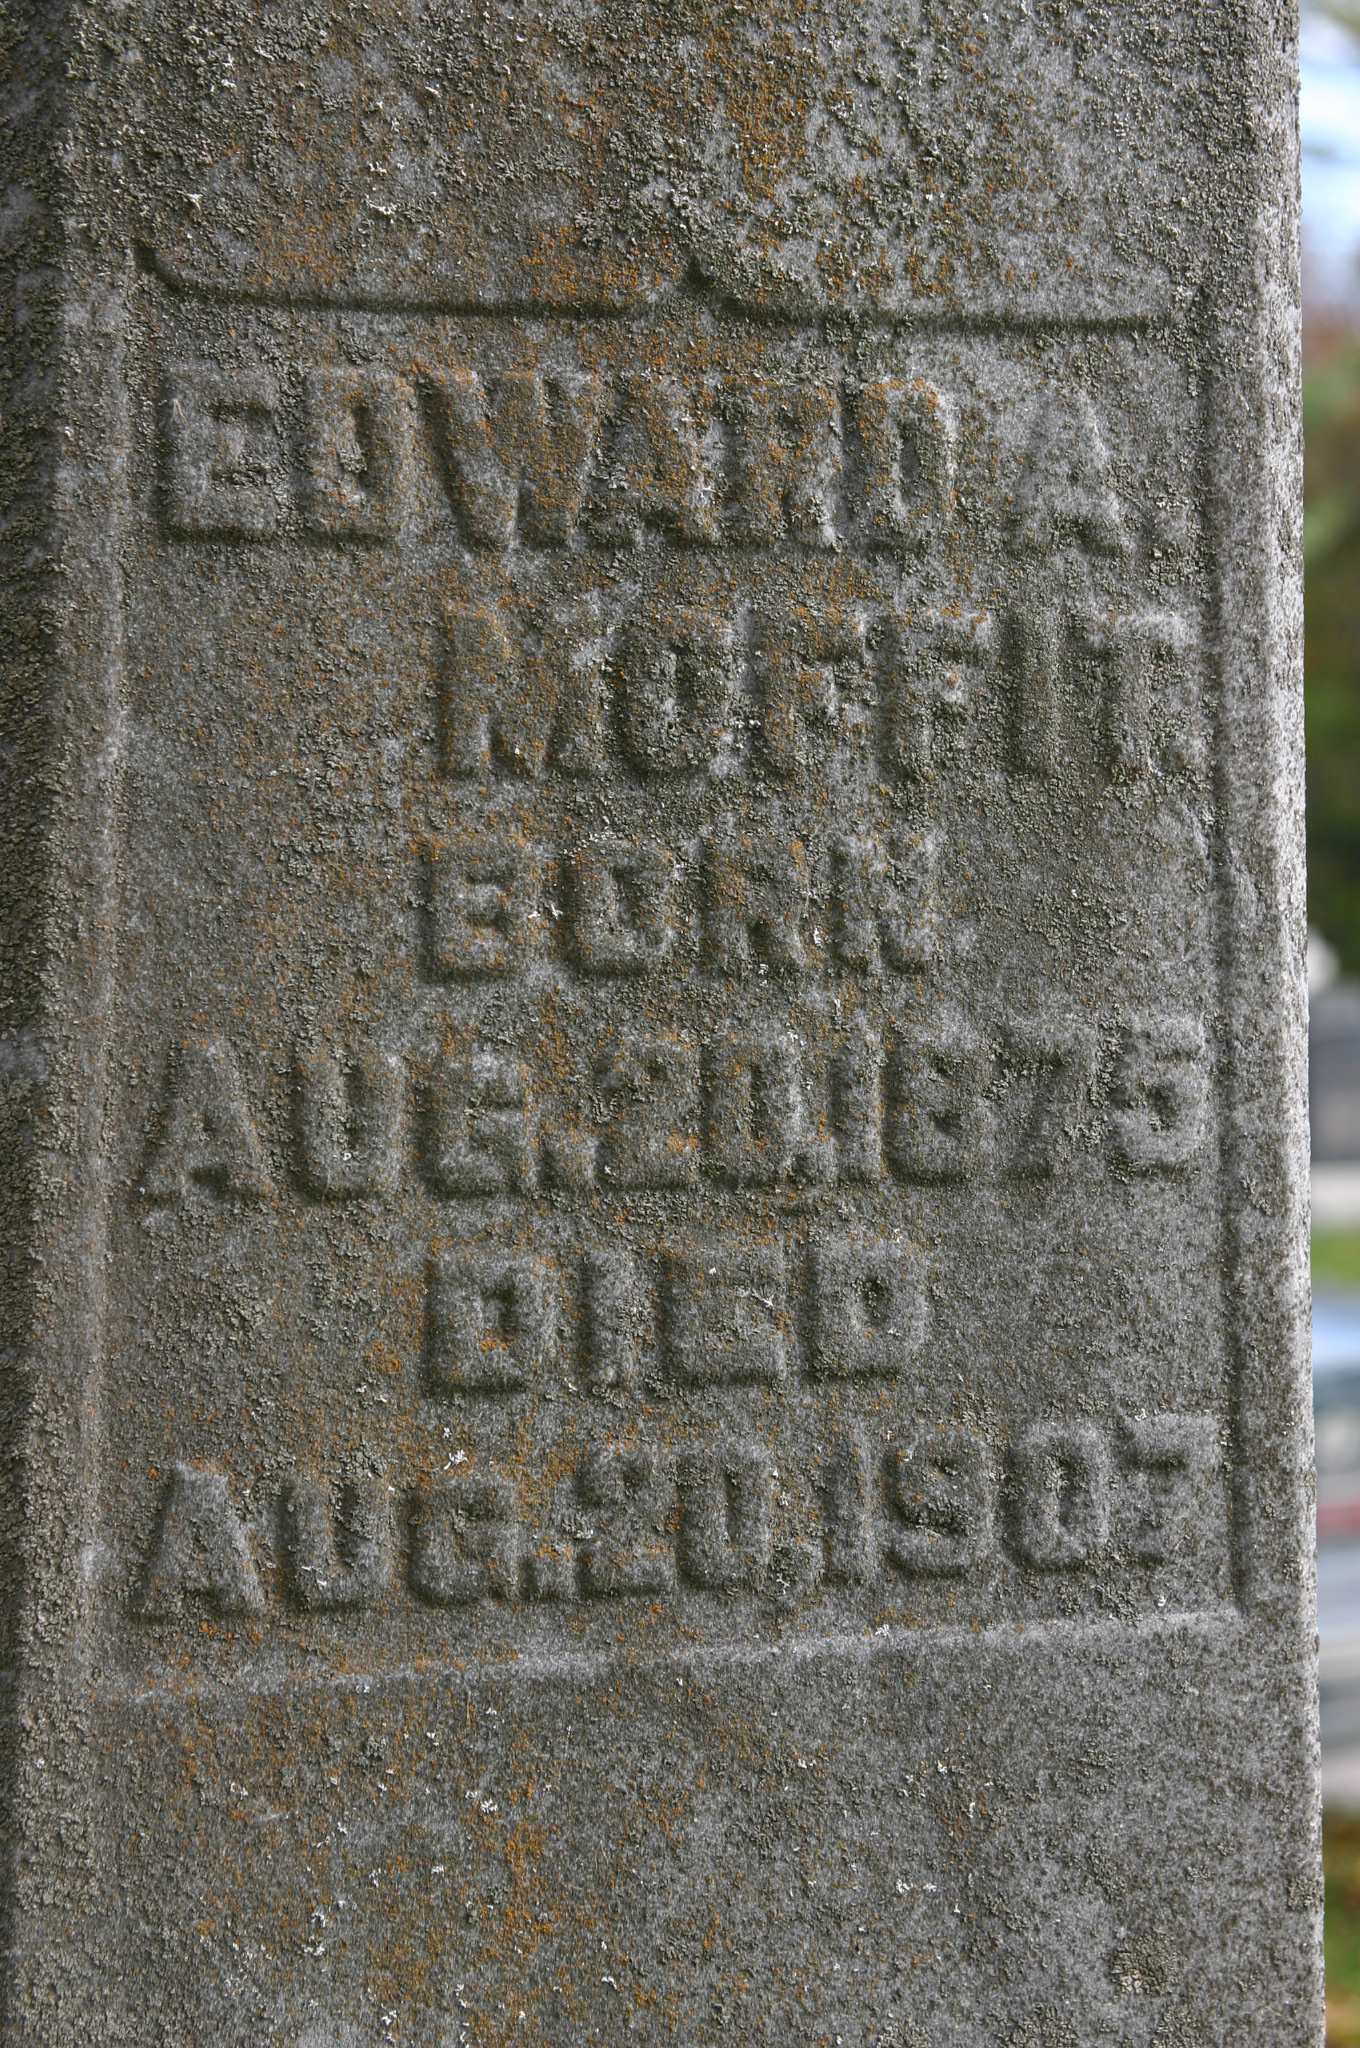 EDWARD A.
MOFFIT.
BORN
AUG. 20, 1875
DIED
AUG. 20, 1907